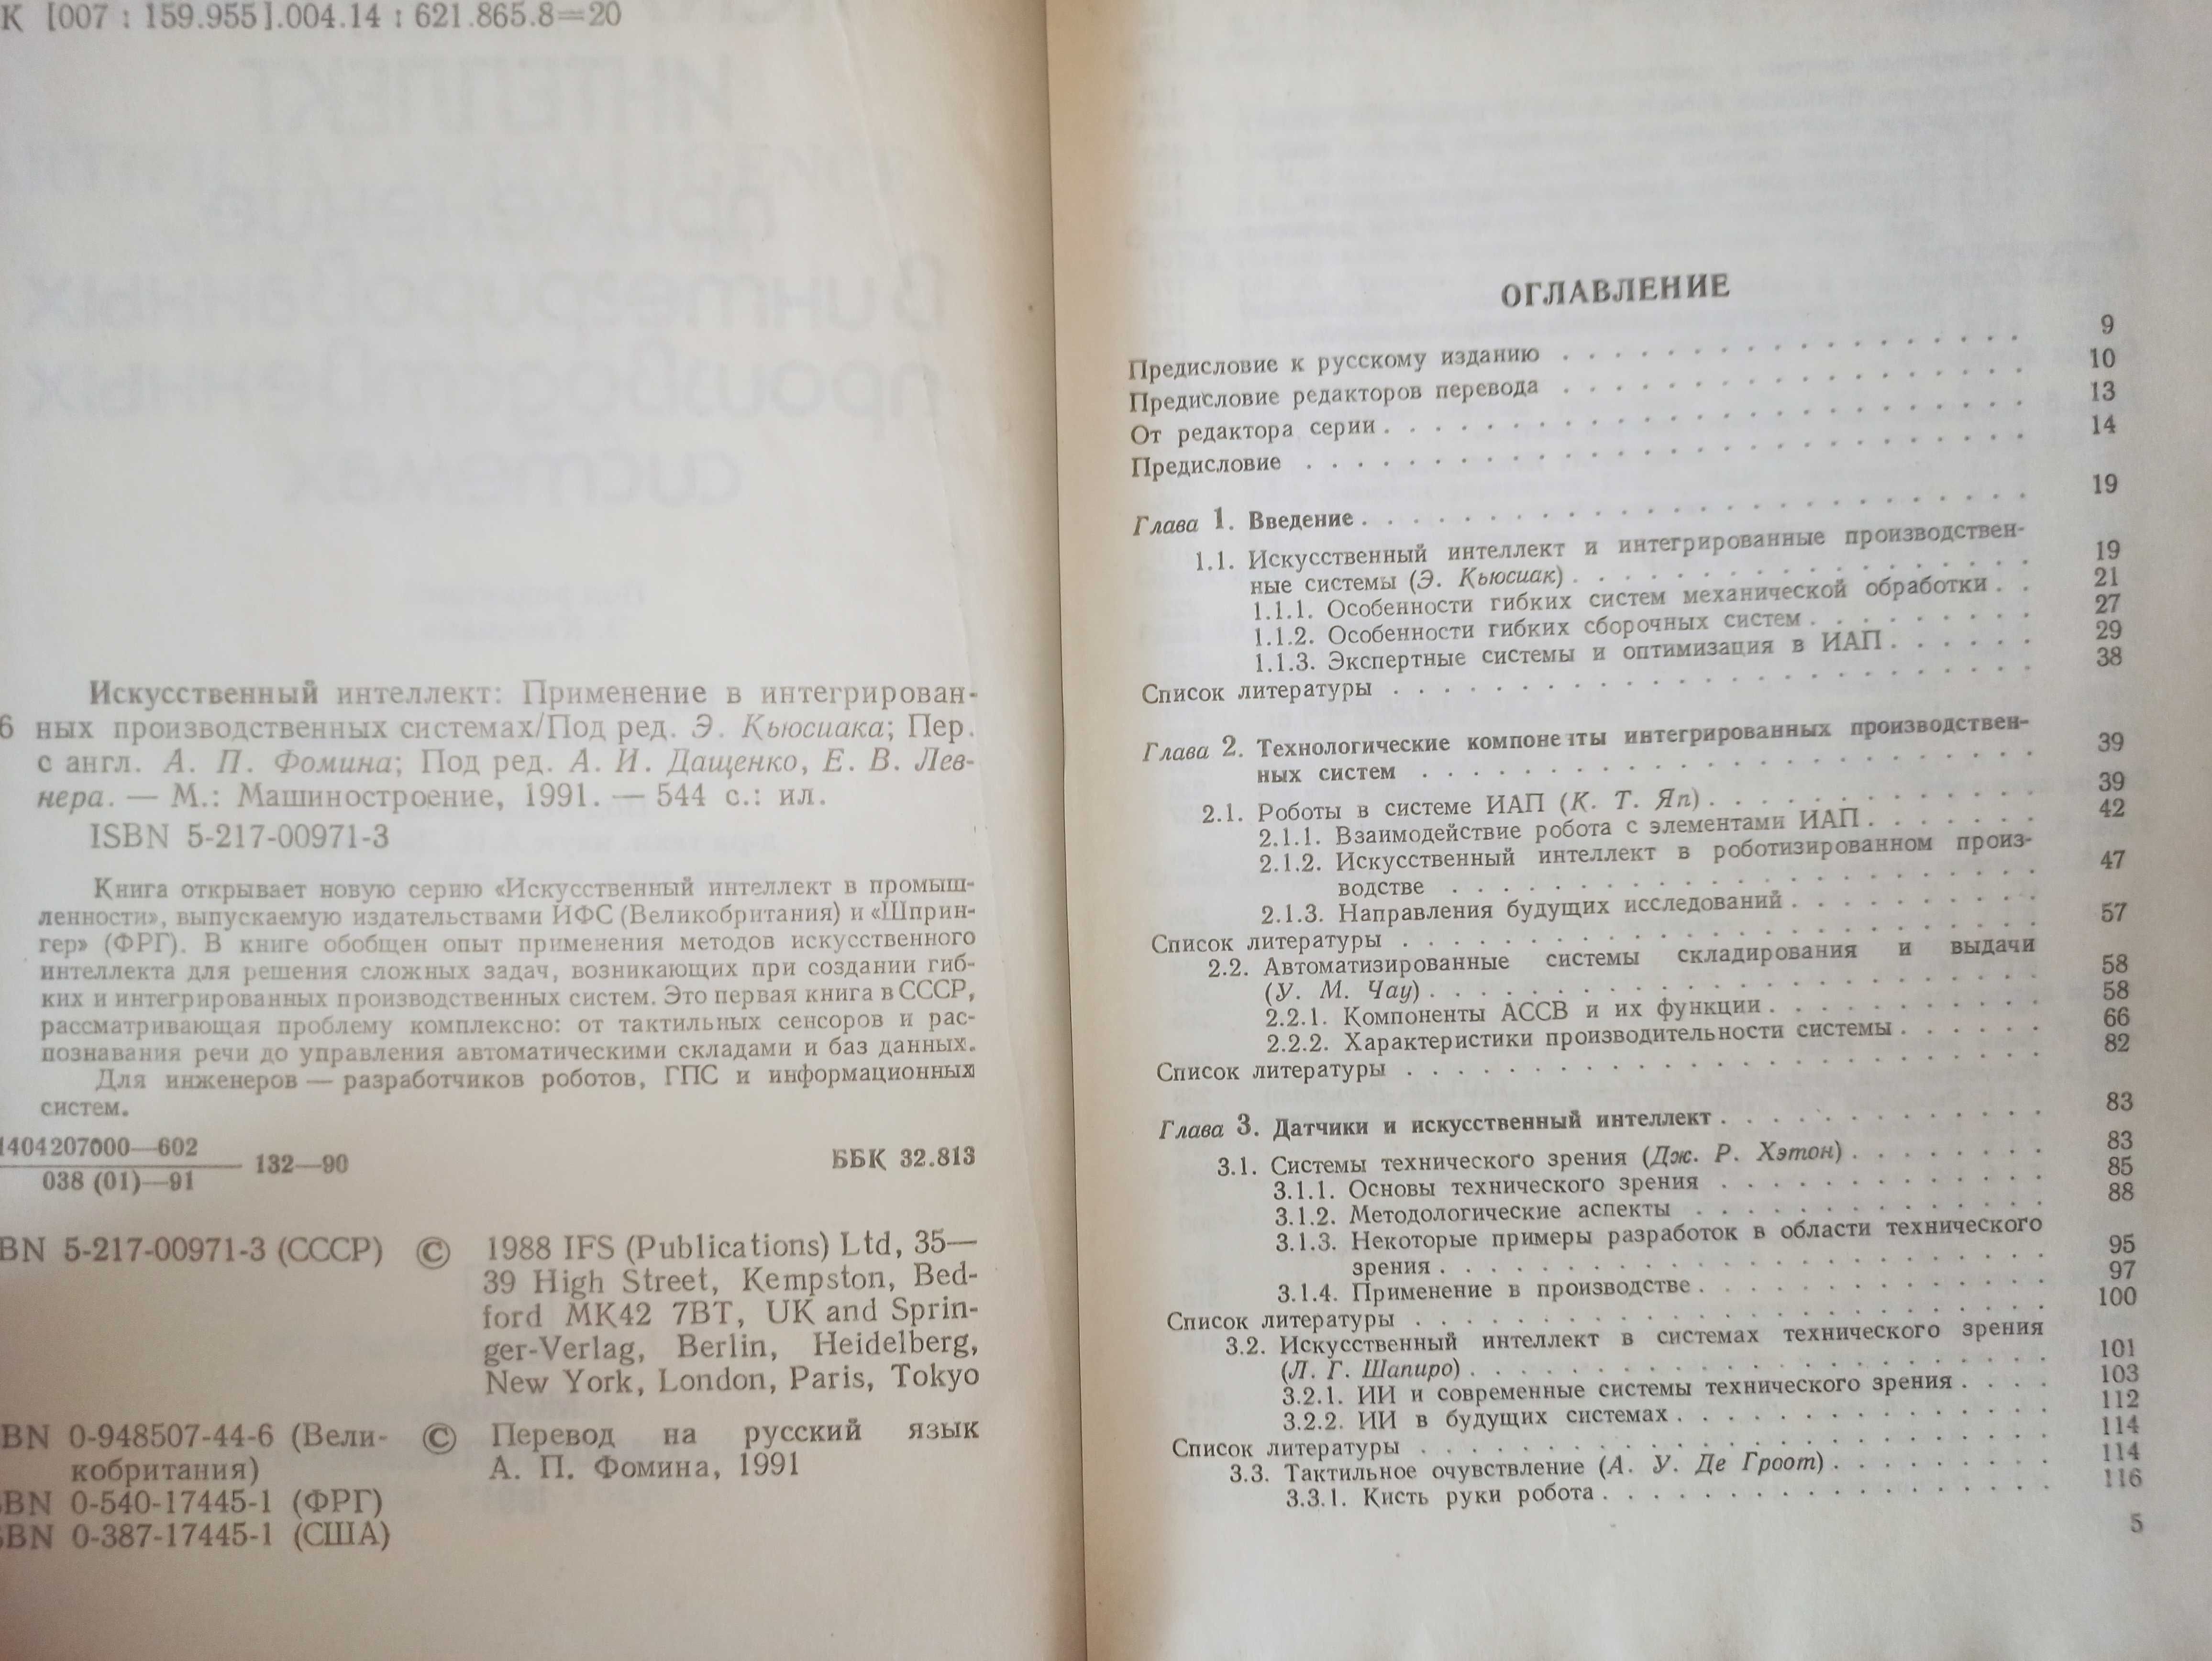 К [007 : 159.955].004.14 : 621.865.8=20
Искусственный интеллект: Применение в интегрирован-
6 ных производственных системах/Под ред. Э. Кьюсиака; Пер.
с англ. А. П. Фомина; Под ред. А. И. Дащенко, Е. В. Лев-
нера. — М.: Машиностроение, 1991. — 544 с.: ил.
ISBN 5-217-00971-3
Книга открывает новую серию «Искусственный интеллект в промыш-
ленности», выпускаемую издательствами ИФС (Великобритания) и «Шприн-
гер» (ФРГ). В книге обобщен опыт применения методов искусственного
интеллекта для решения сложных задач, возникающих при создании гиб-
ких и интегрированных производственных систем. Это первая книга в СССР,
рассматривающая проблему комплексно: от тактильных сенсоров и рас-
познавания речи до управления автоматическими складами и баз данных.
Для инженеров — разработчиков роботов, ГПС и информационных
систем.
1404207000—602
038 (01)—91
132—90
ББК 32.813
BN 5-217-00971-3 (СССР)
© 1988 IFS (Publications) Ltd, 35—
39 High Street, Kempston, Bed-
ford MK42 7BT, UK and Sprin-
ger-Verlag, Berlin, Heidelberg,
New York, London, Paris, Tokyo
BN 0-948507-44-6 (Вели-
кобритания)
BN 0-540-17445-1 (ФРГ)
BN 0-387-17445-1 (США)
© Перевод на русский язык
А. П. Фомина, 1991
ОГЛАВЛЕНИЕ
Предисловие к русскому изданию . . . . . . . . . . 9
Предисловие редакторов перевода . . . . . . . . . . 10
От редактора серии . . . . . . . . . . 13
Предисловие . . . . . . . . . . 14
Глава 1. Введение . . . . . . . . . . 19
1.1. Искусственный интеллект и интегрированные производствен-
ные системы (Э. Кьюсиак) . . . . . . . . . . 19
1.1.1. Особенности гибких систем механической обработки . . 21
1.1.2. Особенности гибких сборочных систем . . . . . . . 27
1.1.3. Экспертные системы и оптимизация в ИАП . . . . . . 29
Список литературы . . . . . . . . . . 38
Глава 2. Технологические компоненты интегрированных производствен-
ных систем . . . . . . . . . . 39
2.1. Роботы в системе ИАП (К. Т. Яп) . . . . . . . . . . 39
2.1.1. Взаимодействие робота с элементами ИАП . . . . . . 42
2.1.2. Искусственный интеллект в роботизированном произ-
водстве . . . . . . . . . . 47
2.1.3. Направления будущих исследований . . . . . . . . 57
Список литературы . . . . . . . . . .
2.2. Автоматизированные системы складирования и выдачи
(У. М. Чау) . . . . . . . . . . 58
2.2.1. Компоненты АССВ и их функции . . . . . . . . 58
2.2.2. Характеристики производительности системы . . . . . 66
Список литературы . . . . . . . . . . 82
Глава 3. Датчики и искусственный интеллект . . . . . . . . . . 83
3.1. Системы технического зрения (Дж. Р. Хэтон) . . . . . . . 83
3.1.1. Основы технического зрения . . . . . . . . . . 85
3.1.2. Методологические аспекты . . . . . . . . . . 88
3.1.3. Некоторые примеры разработок в области технического
зрения . . . . . . . . . . 95
3.1.4. Применение в производстве . . . . . . . . . . 97
Список литературы . . . . . . . . . . 100
3.2. Искусственный интеллект в системах технического зрения
(Л. Г. Шапиро) . . . . . . . . . . 101
3.2.1. ИИ и современные системы технического зрения . . . . 103
3.2.2. ИИ в будущих системах . . . . . . . . . . 112
Список литературы . . . . . . . . . . 114
3.3. Тактильное очувствление (А. У. Де Гроот) . . . . . . . . 114
3.3.1. Кисть руки робота . . . . . . . . . . 116
5